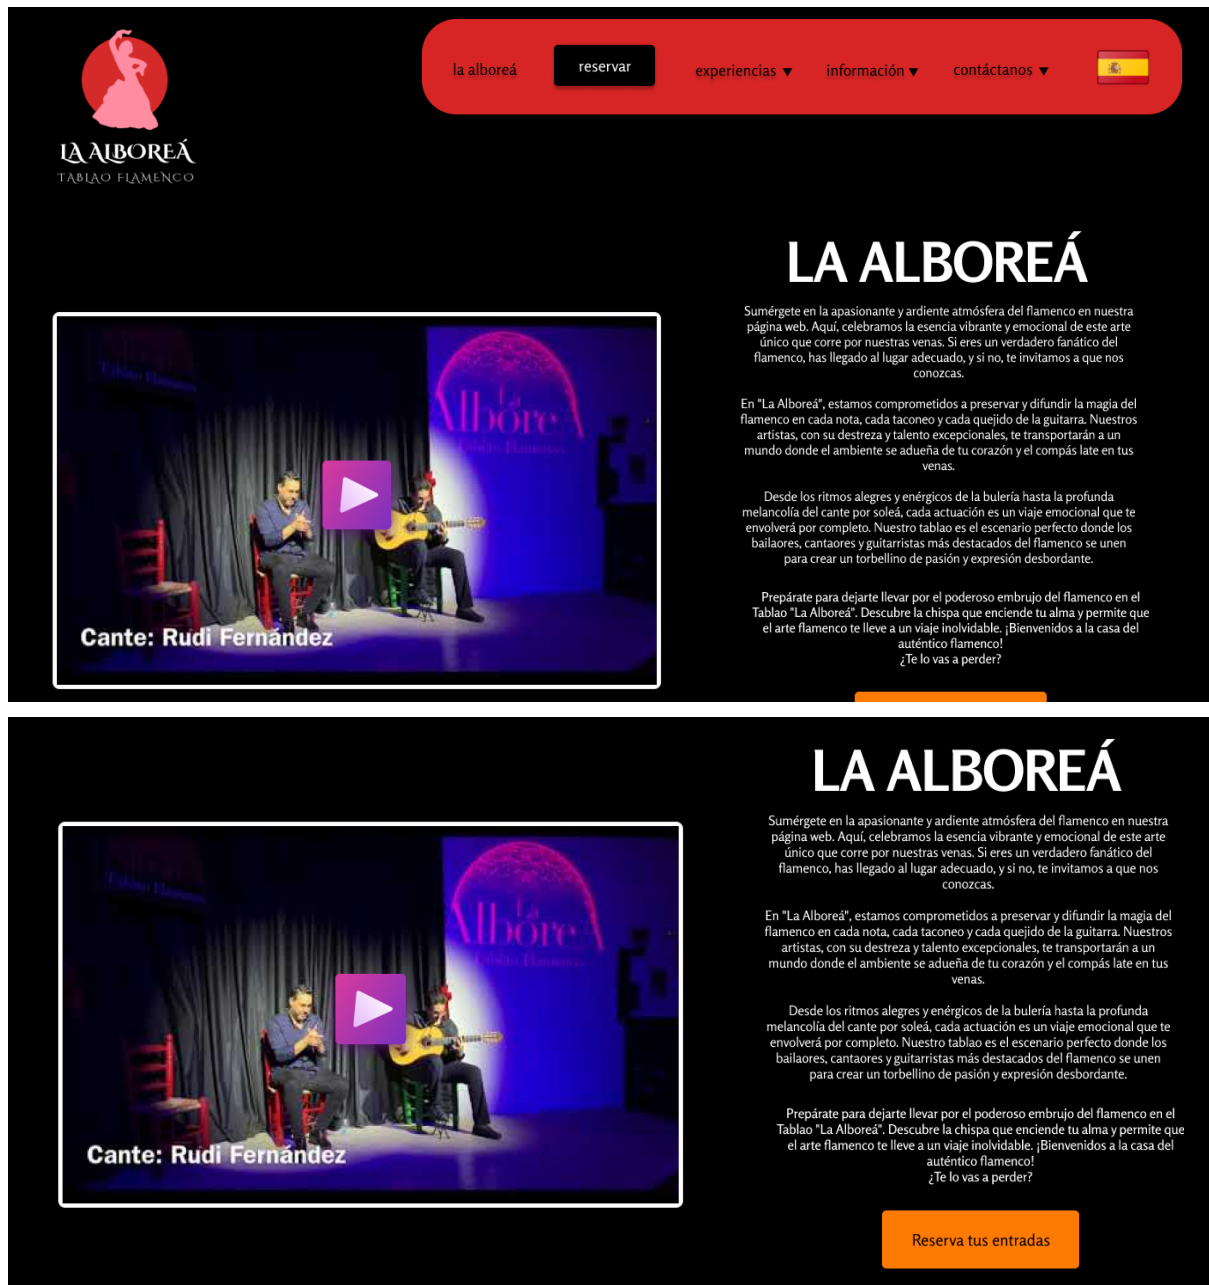 la alboreá
reservar
experiencias
información
contáctanos
LA ALBOREÁ
TABLAO FLAMENCO
LA ALBOREÁ
Sumérgete en la apasionante y ardiente atmósfera del flamenco en nuestra
página web. Aquí, celebramos la esencia vibrante y emocional de este arte
único que corre por nuestras venas. Si eres un verdadero fanático del
flamenco, has llegado al lugar adecuado, y si no, te invitamos a que nos
conozcas.
En "La Alboreá", estamos comprometidos a preservar y difundir la magia del
flamenco en cada nota, cada taconeo y cada quejido de la guitarra. Nuestros
artistas, con su destreza y talento excepcionales, te transportarán a un
mundo donde el ambiente se adueña de tu corazón y el compás late en tus
venas.
Desde los ritmos alegres y enérgicos de la bulería hasta la profunda
melancolía del cante por soleá, cada actuación es un viaje emocional que te
envolverá por completo. Nuestro tablao es el escenario perfecto donde los
bailaores, cantaores y guitarristas más destacados del flamenco se unen
para crear un torbellino de pasión y expresión desbordante.
Prepárate para dejarte llevar por el poderoso embrujo del flamenco en el
Tablao "La Alboreá". Descubre la chispa que enciende tu alma y permite que
el arte flamenco te lleve a un viaje inolvidable. ¡Bienvenidos a la casa del
auténtico flamenco!
¿Te lo vas a perder?
La
AlboreA
Tablao Flamenco
Cante: Rudi Fernández
LA ALBOREÁ
Sumérgete en la apasionante y ardiente atmósfera del flamenco en nuestra
página web. Aquí, celebramos la esencia vibrante y emocional de este arte
único que corre por nuestras venas. Si eres un verdadero fanático del
flamenco, has llegado al lugar adecuado, y si no, te invitamos a que nos
conozcas.
En "La Alboreá", estamos comprometidos a preservar y difundir la magia del
flamenco en cada nota, cada taconeo y cada quejido de la guitarra. Nuestros
artistas, con su destreza y talento excepcionales, te transportarán a un
mundo donde el ambiente se adueña de tu corazón y el compás late en tus
venas.
Desde los ritmos alegres y enérgicos de la bulería hasta la profunda
melancolía del cante por soleá, cada actuación es un viaje emocional que te
envolverá por completo. Nuestro tablao es el escenario perfecto donde los
bailaores, cantaores y guitarristas más destacados del flamenco se unen
para crear un torbellino de pasión y expresión desbordante.
Prepárate para dejarte llevar por el poderoso embrujo del flamenco en el
Tablao "La Alboreá". Descubre la chispa que enciende tu alma y permite que
el arte flamenco te lleve a un viaje inolvidable. ¡Bienvenidos a la casa del
auténtico flamenco!
¿Te lo vas a perder?
La
AlboreA
Tablao Flamenco
Cante: Rudi Fernández
Reserva tus entradas